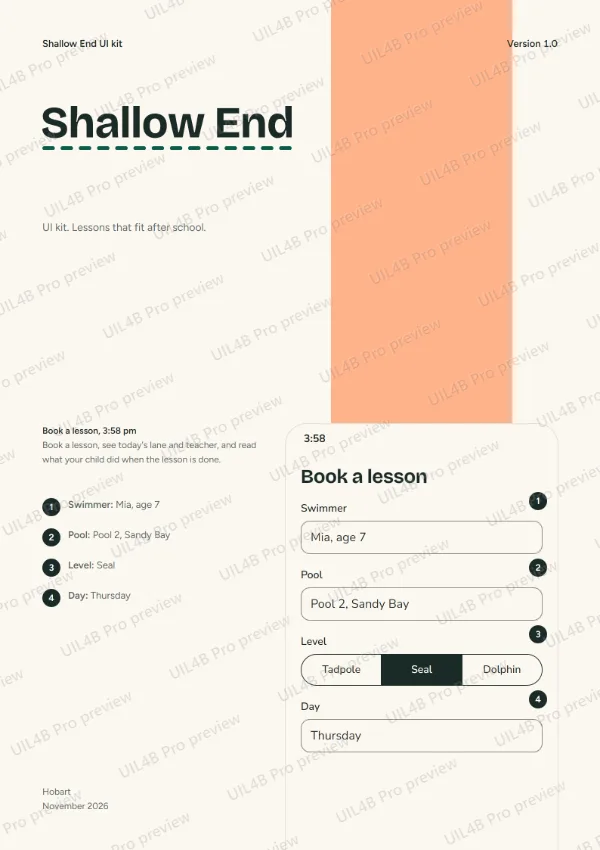 Shallow End UI kit
Version 1.0
Shallow End
UI kit. Lessons that fit after school.
Book a lesson, 3:58 pm
Book a lesson, see today's lane and teacher, and read
what your child did when the lesson is done.
1 Swimmer: Mia, age 7
2 Pool: Pool 2, Sandy Bay
3 Level: Seal
4 Day: Thursday
3:58
Book a lesson
1
Swimmer
Mia, age 7
2
Pool
Pool 2, Sandy Bay
3
Level
Tadpole Seal Dolphin
4
Day
Thursday
Hobart
November 2026
UIL4B Pro preview